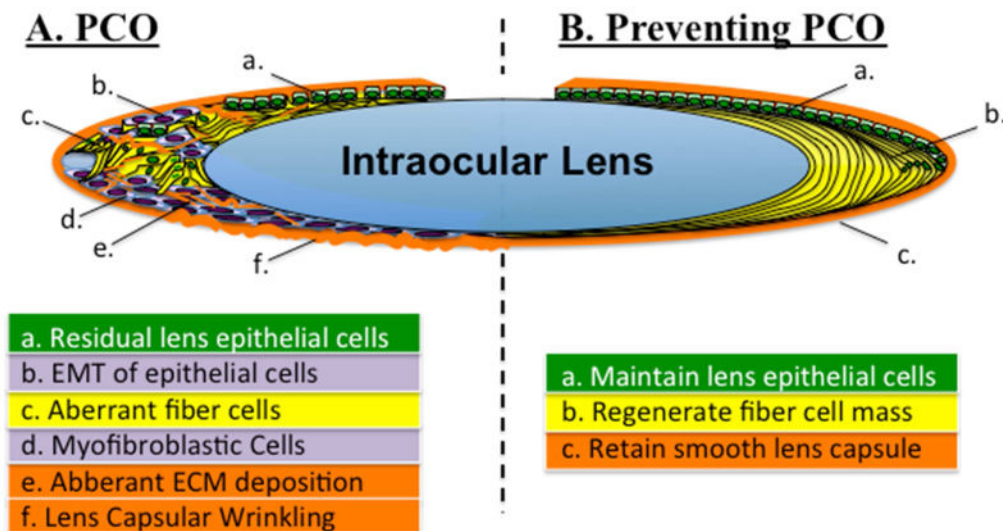 A. PCO
B. Preventing PCO
a.
b.
c.
d.
e.
f.
Intraocular Lens
a.
b.
c.
a. Residual lens epithelial cells
b. EMT of epithelial cells
c. Aberrant fiber cells
d. Myofibroblastic Cells
e. Abberant ECM deposition
f. Lens Capsular Wrinkling
a. Maintain lens epithelial cells
b. Regenerate fiber cell mass
c. Retain smooth lens capsule